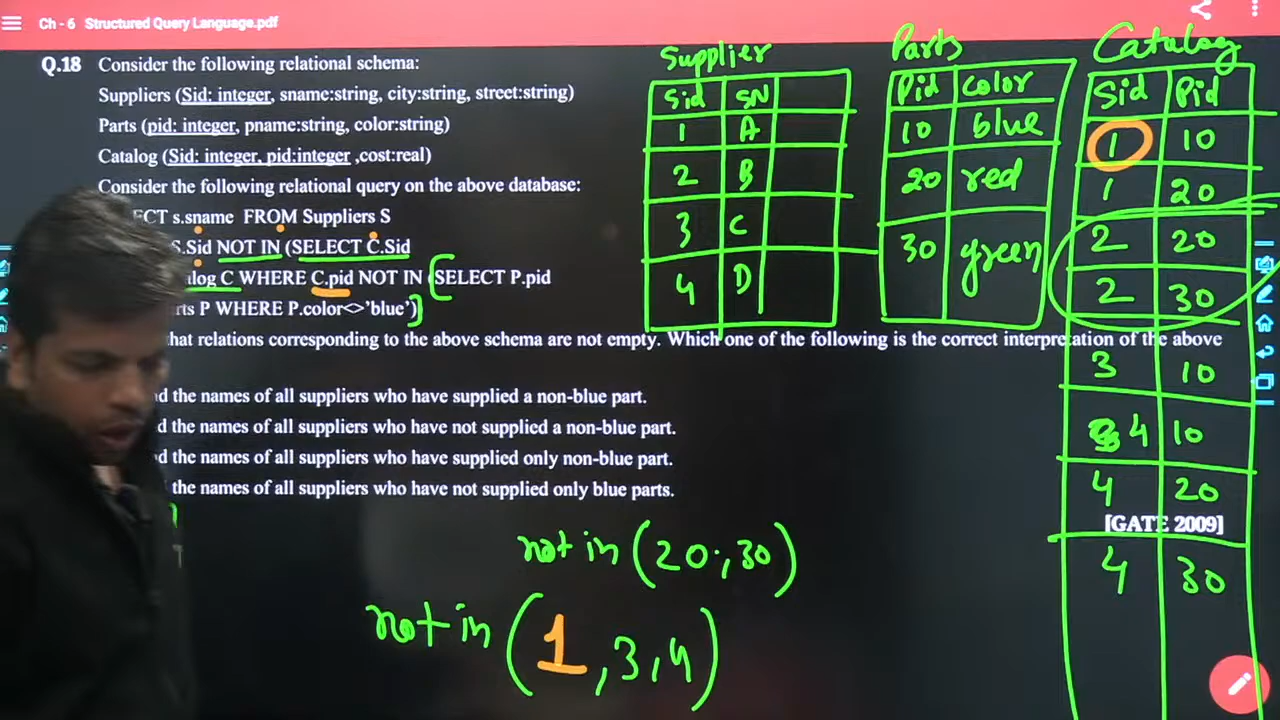 Ch - 6 Structured Query Language.pdf
Q.18 Consider the following relational schema:
Suppliers (Sid: integer, sname:string, city:string, street:string)
Parts (pid: integer, pname:string, color:string)
Catalog (Sid: integer, pid:integer ,cost:real)
Consider the following relational query on the above database:
ECT s.sname FROM Suppliers S
S.Sid NOT IN (SELECT C.Sid
alog C WHERE C.pid NOT IN (SELECT P.pid
rts P WHERE P.color<>'blue')
hat relations corresponding to the above schema are not empty. Which one of the following is the correct interpretation of the above
d the names of all suppliers who have supplied a non-blue part.
d the names of all suppliers who have not supplied a non-blue part.
d the names of all suppliers who have supplied only non-blue part.
the names of all suppliers who have not supplied only blue parts.
[GATE 2009]
Supplier
Sid SN
1 A
2 B
3 C
4 D
Parts
Pid color
10 blue
20 red
30 green
Catalog
Sid Pid
1 10
1 20
2 20
2 30
3 10
4 10
4 20
4 30
not in (20, 30)
not in (1, 3, 4)